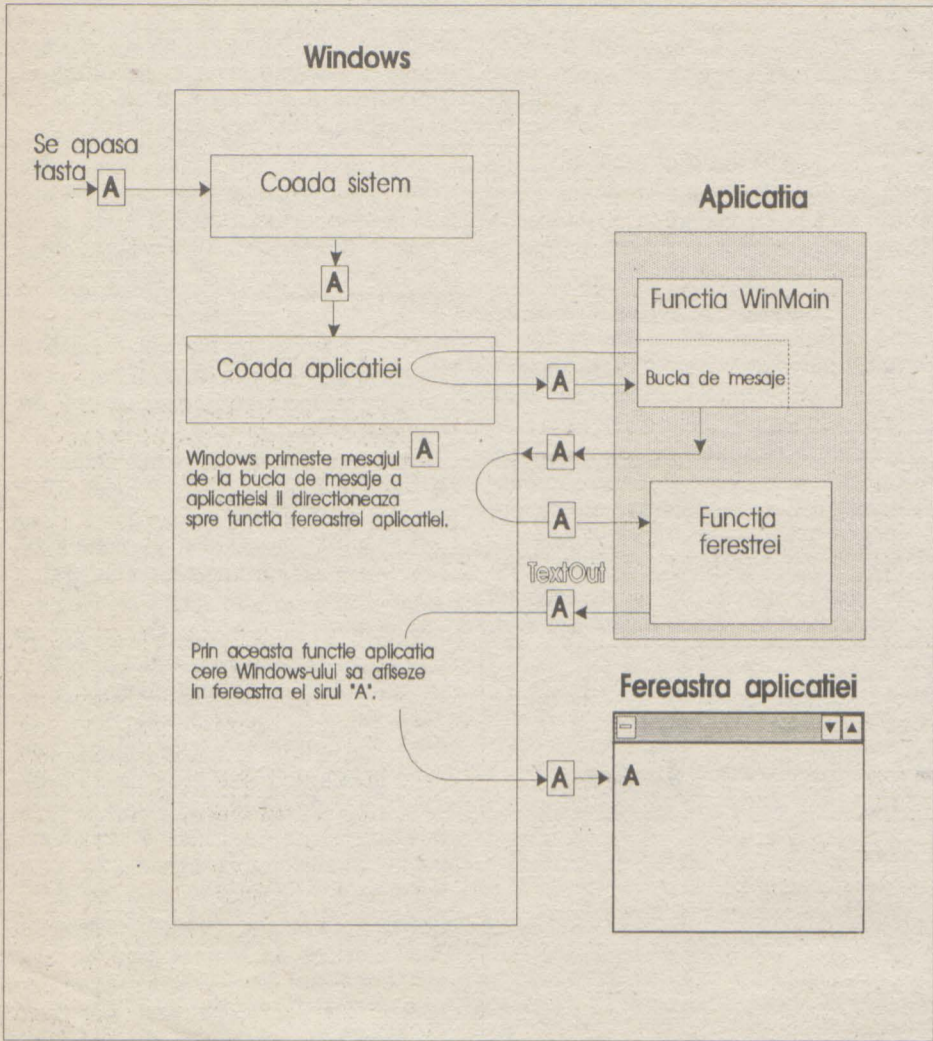 Windows
Se apasa
tasta
A
Coada sistem
A
Coada aplicatiei
Aplicatia
Functia WinMain
Bucla de mesaje
A
A
A
Windows primeste mesajul
de la bucla de mesaje a
aplicatieisi il directioneaza
spre functia fereastrei aplicatiei.
A
Functia
ferestrei
TextOut
A
Prin aceasta functie aplicatia
cere Windows-ului sa afiseze
in fereastra ei sirul "A".
Fereastra aplicatiei
A
A